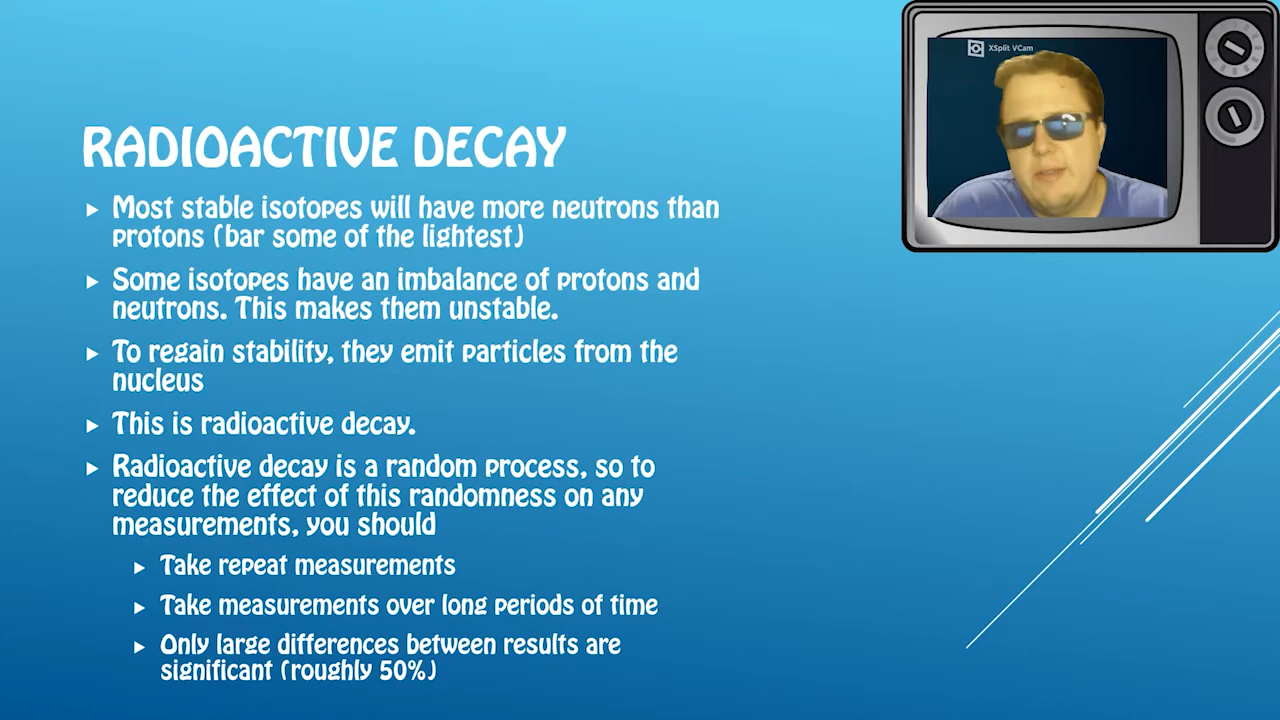 XSplit VCam
RADIOACTIVE DECAY
Most stable isotopes will have more neutrons than
protons (bar some of the lightest)
Some isotopes have an imbalance of protons and
neutrons. This makes them unstable.
To regain stability, they emit particles from the
nucleus
This is radioactive decay.
Radioactive decay is a random process, so to
reduce the effect of this randomness on any
measurements, you should
Take repeat measurements
Take measurements over long periods of time
Only large differences between results are
significant (roughly 50%)